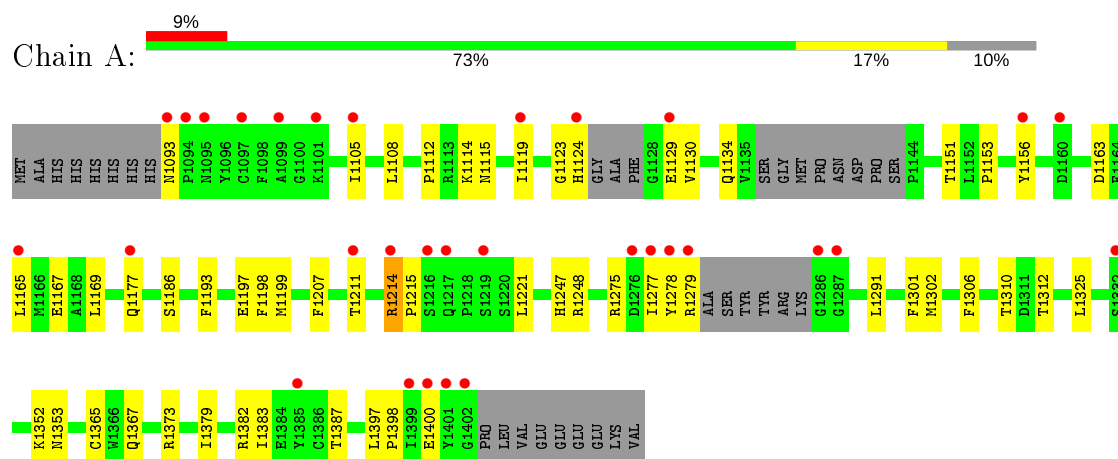 9%
Chain A:
73% 17% 10%
MET ALA HIS HIS HIS HIS HIS HIS N1093 P1094 N1095 Y1096 C1097 F1098 A1099 G1100 K1101 I1105 L1108 P1112 R1113 K1114 N1115 I1119 G1123 H1124 GLY ALA PHE G1128 E1129 V1130 Q1134 V1135 SER GLY MET PRO ASN ASP ASP PRO SER P1144 T1151 L1152 P1153 Y1156 D1160 D1163 E1164
L1165 M1166 E1167 A1168 L1169 Q1177 S1186 F1193 E1197 F1198 M1199 F1207 T1211 R1214 P1215 S1216 Q1217 P1218 S1219 S1220 L1221 H1247 R1248 R1275 D1276 I1277 Y1278 R1279 ALA SER TYR TYR ARG LYS G1286 G1287 L1291 F1301 M1302 F1306 T1310 D1311 T1312 L1325
K1352 N1353 C1365 W1366 Q1367 R1373 I1379 R1382 I1383 E1384 Y1385 C1386 T1387 L1397 P1398 I1399 E1400 Y1401 G1402 PRO LEU VAL GLU GLU GLU GLU LYS VAL